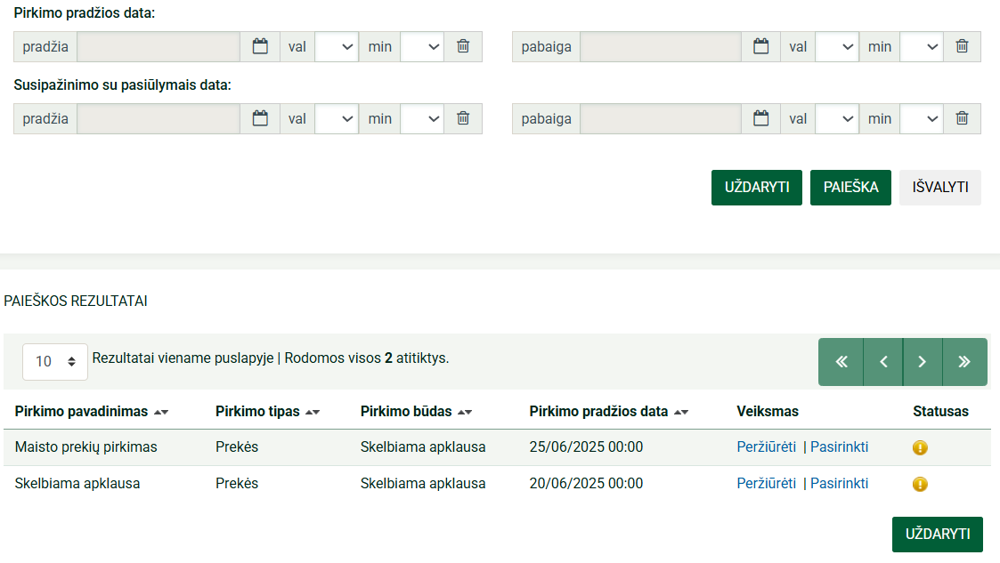 Pirkimo pradžios data:
pradžia val min pabaiga val min
Susipažinimo su pasiūlymais data:
pradžia val min pabaiga val min
UŽDARYTI PAIEŠKA IŠVALYTI
PAIEŠKOS REZULTATAI
10 Rezultatai viename puslapyje | Rodomos visos 2 atitiktys.
Pirkimo pavadinimas Pirkimo tipas Pirkimo būdas Pirkimo pradžios data Veiksmas Statusas
Maisto prekių pirkimas Prekės Skelbiama apklausa 25/06/2025 00:00 Peržiūrėti | Pasirinkti
Skelbiama apklausa Prekės Skelbiama apklausa 20/06/2025 00:00 Peržiūrėti | Pasirinkti
UŽDARYTI